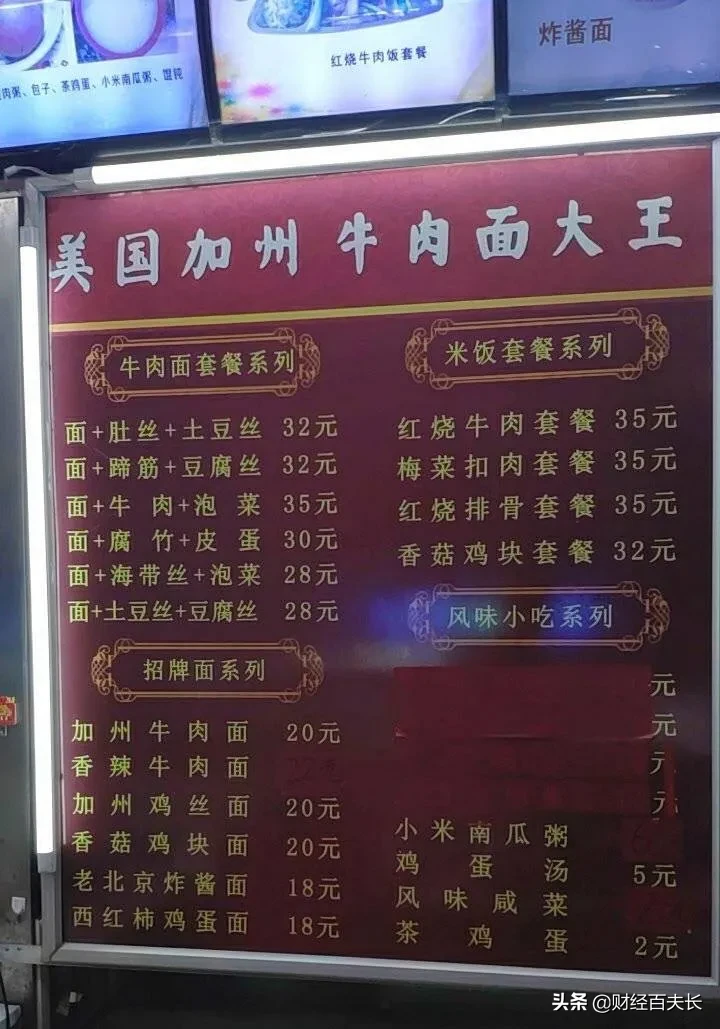 肉粥、包子、茶鸡蛋、小米南瓜粥、馄饨
红烧牛肉饭套餐
炸酱面
美国加州牛肉面大王
牛肉面套餐系列
面+肚丝+土豆丝 32元
面+蹄筋+豆腐丝 32元
面+牛肉+泡菜 35元
面+腐竹+皮蛋 30元
面+海带丝+泡菜 28元
面+土豆丝+豆腐丝 28元
招牌面系列
加州牛肉面 20元
香辣牛肉面
加州鸡丝面 20元
香菇鸡块面 20元
老北京炸酱面 18元
西红柿鸡蛋面 18元
米饭套餐系列
红烧牛肉套餐 35元
梅菜扣肉套餐 35元
红烧排骨套餐 35元
香菇鸡块套餐 32元
风味小吃系列
元
元
元
元
小米南瓜粥
鸡蛋汤 5元
风味咸菜
茶鸡蛋 2元
头条 @财经百夫长